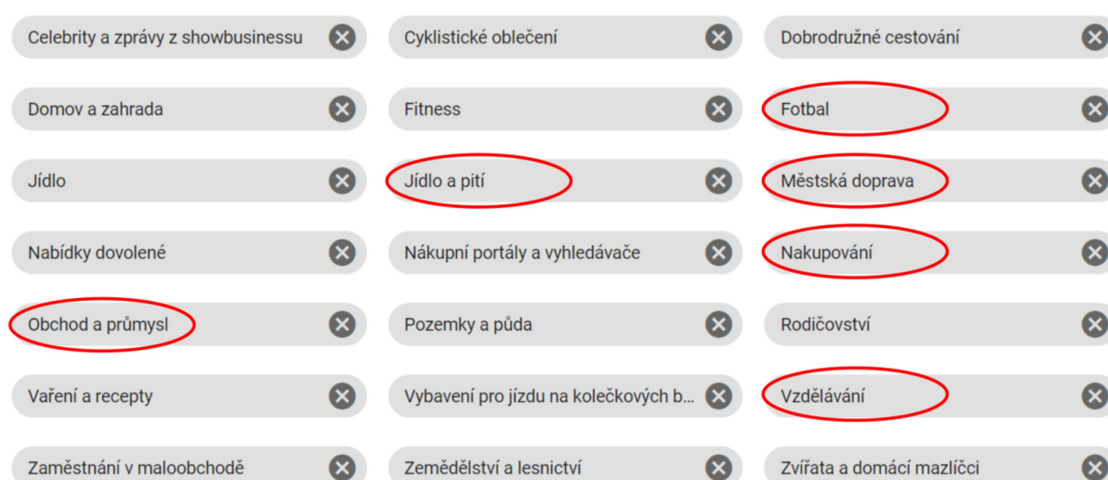 Celebrity a zprávy z showbusinessu
Cyklistické oblečení
Dobrodružné cestování
Domov a zahrada
Fitness
Fotbal
Jídlo
Jídlo a pití
Městská doprava
Nabídky dovolené
Nákupní portály a vyhledávače
Nakupování
Obchod a průmysl
Pozemky a půda
Rodičovství
Vaření a recepty
Vybavení pro jízdu na kolečkových b...
Vzdělávání
Zaměstnání v maloobchodě
Zemědělství a lesnictví
Zvířata a domácí mazlíčci